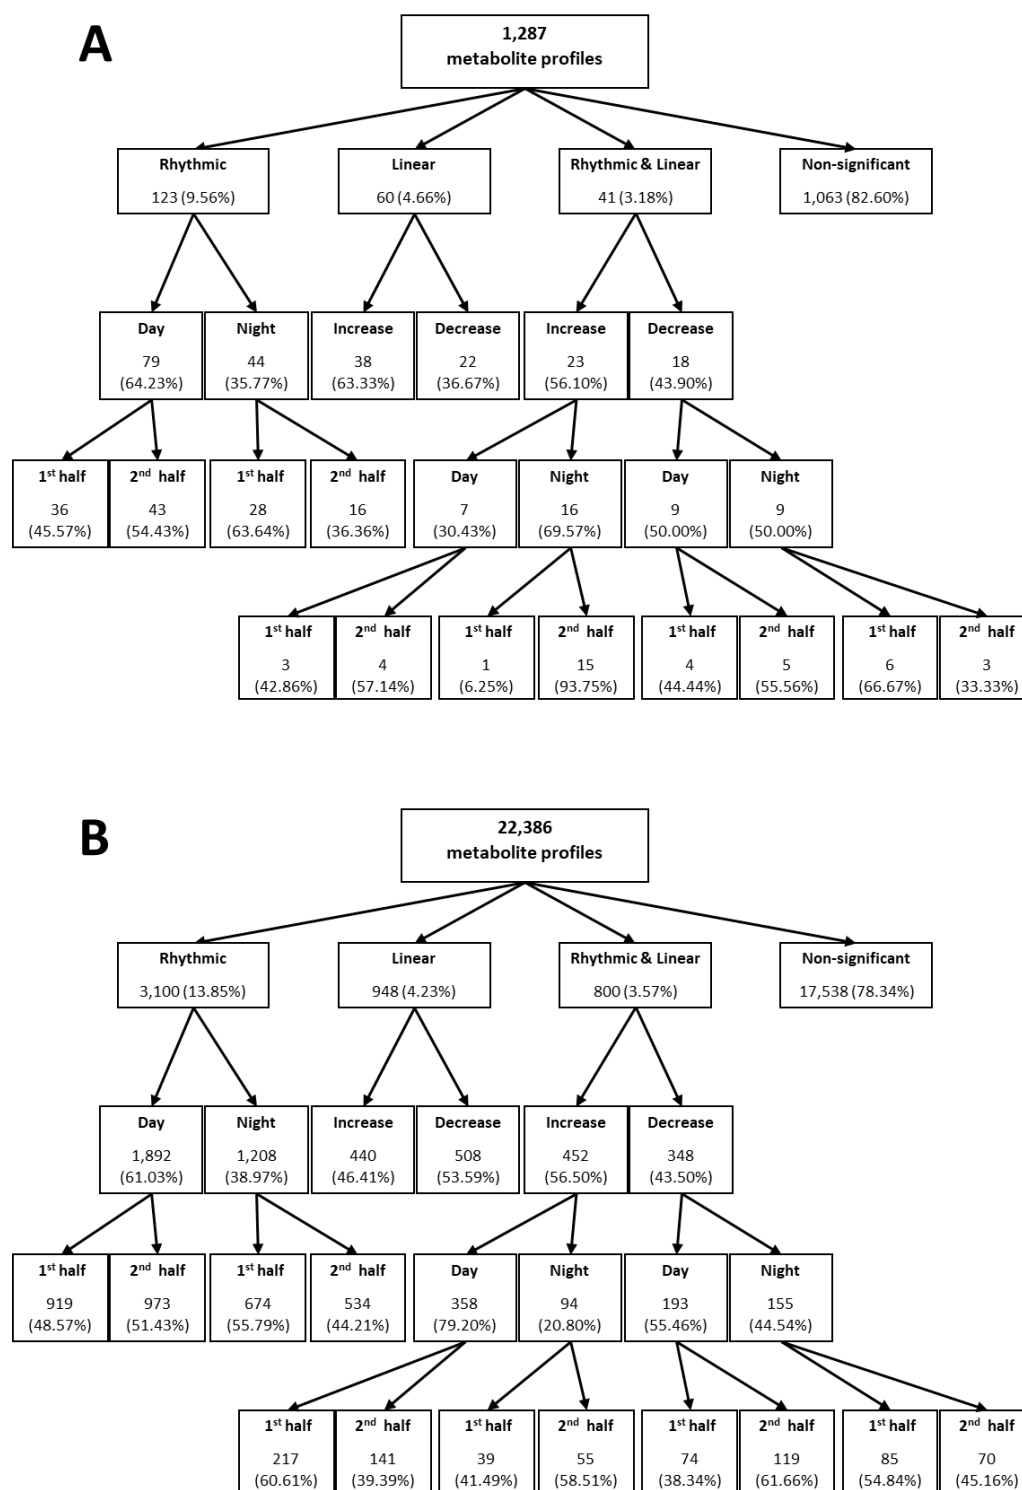 A
1,287
metabolite profiles
Rhythmic
123 (9.56%)
Linear
60 (4.66%)
Rhythmic & Linear
41 (3.18%)
Non-significant
1,063 (82.60%)
Day
79
(64.23%)
Night
44
(35.77%)
Increase
38
(63.33%)
Decrease
22
(36.67%)
Increase
23
(56.10%)
Decrease
18
(43.90%)
1st half
36
(45.57%)
2nd half
43
(54.43%)
1st half
28
(63.64%)
2nd half
16
(36.36%)
Day
7
(30.43%)
Night
16
(69.57%)
Day
9
(50.00%)
Night
9
(50.00%)
1st half
3
(42.86%)
2nd half
4
(57.14%)
1st half
1
(6.25%)
2nd half
15
(93.75%)
1st half
4
(44.44%)
2nd half
5
(55.56%)
1st half
6
(66.67%)
2nd half
3
(33.33%)
B
22,386
metabolite profiles
Rhythmic
3,100 (13.85%)
Linear
948 (4.23%)
Rhythmic & Linear
800 (3.57%)
Non-significant
17,538 (78.34%)
Day
1,892
(61.03%)
Night
1,208
(38.97%)
Increase
440
(46.41%)
Decrease
508
(53.59%)
Increase
452
(56.50%)
Decrease
348
(43.50%)
1st half
919
(48.57%)
2nd half
973
(51.43%)
1st half
674
(55.79%)
2nd half
534
(44.21%)
Day
358
(79.20%)
Night
94
(20.80%)
Day
193
(55.46%)
Night
155
(44.54%)
1st half
217
(60.61%)
2nd half
141
(39.39%)
1st half
39
(41.49%)
2nd half
55
(58.51%)
1st half
74
(38.34%)
2nd half
119
(61.66%)
1st half
85
(54.84%)
2nd half
70
(45.16%)